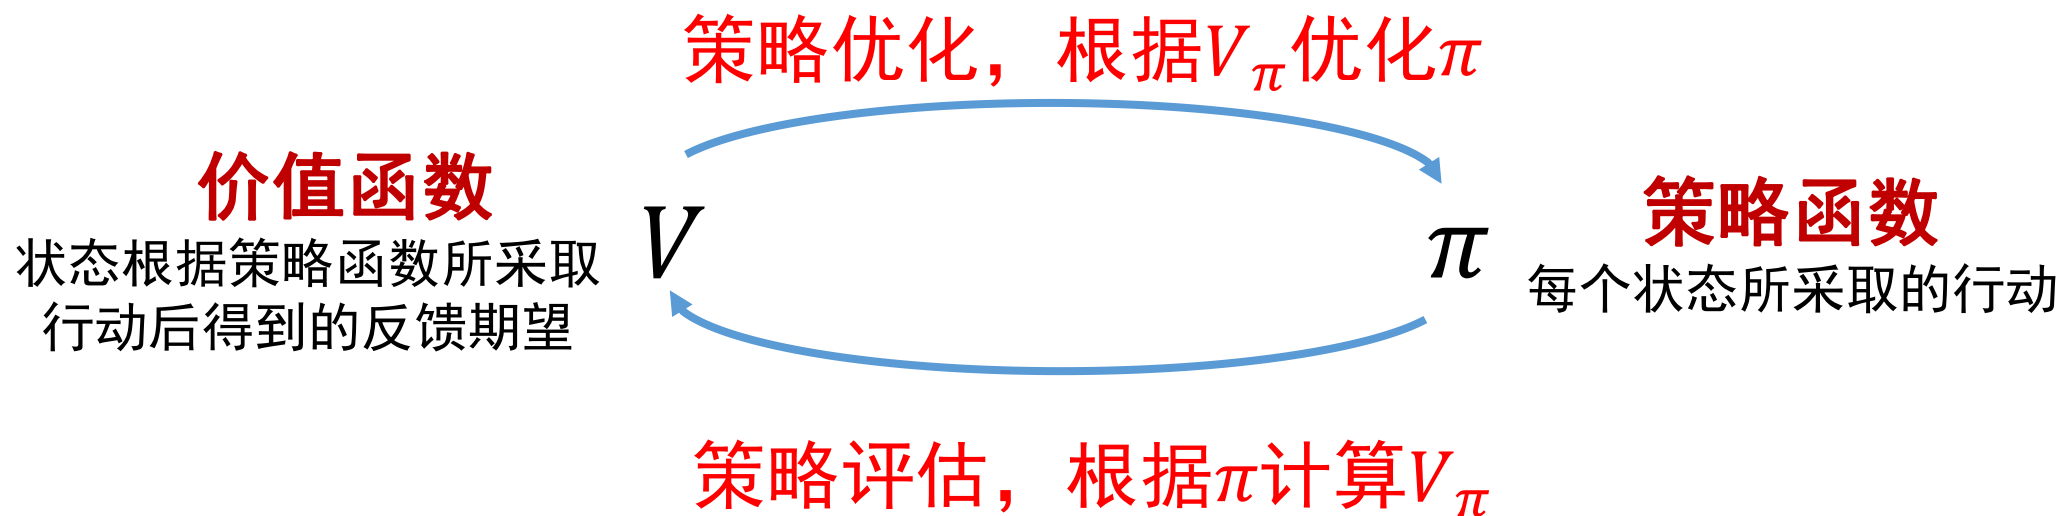 策略优化，根据𝑉𝜋优化𝜋
价值函数
状态根据策略函数所采取
行动后得到的反馈期望
𝑉
𝜋
策略函数
每个状态所采取的行动
策略评估，根据𝜋计算𝑉𝜋